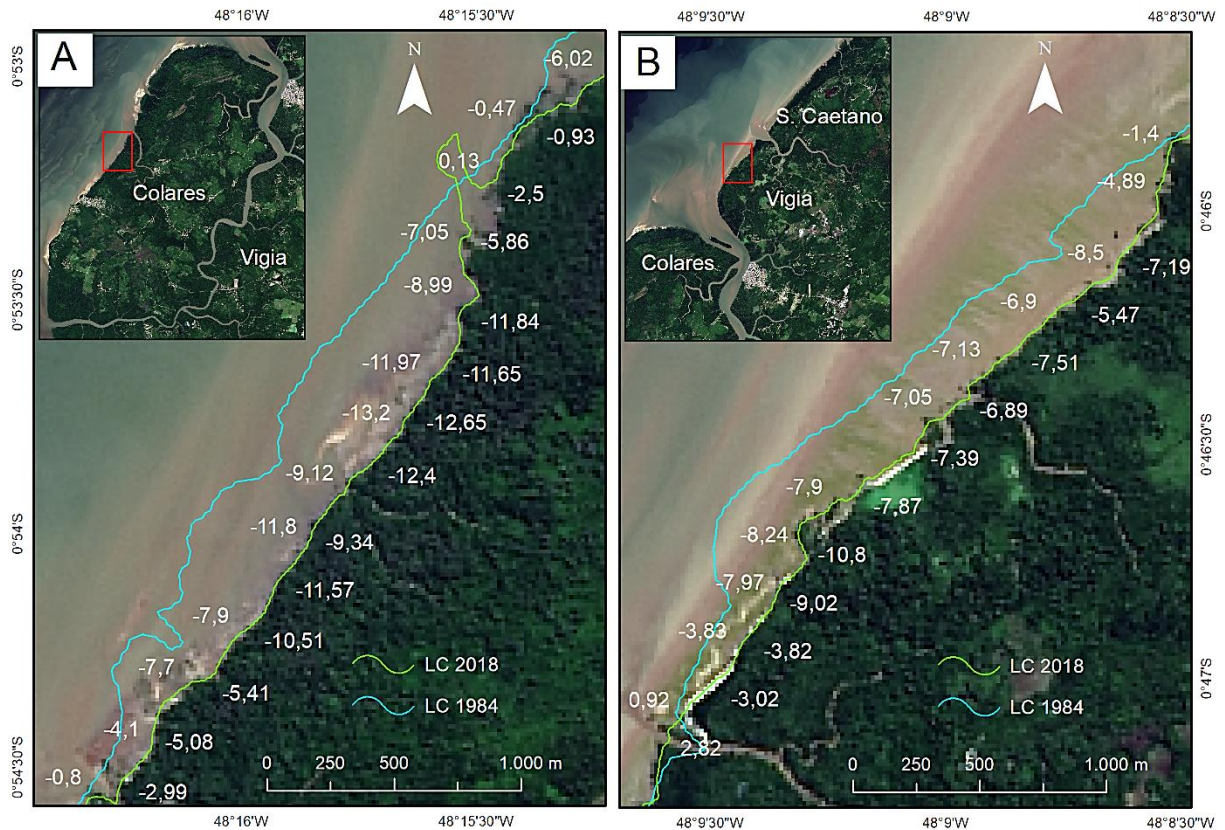 48°16'W
48°15'30"W
48°9'30"W
48°9'W
48°8'30"W
A
N
Colares
Vigia
0°53'S
0°53'30"S
0°54'S
0°54'30"S
-6,02
-0,47
-0,93
0,13
-2,5
-7,05
-5,86
-8,99
-11,84
-11,97
-11,65
-13,2
-12,65
-9,12
-12,4
-11,8
-9,34
-11,57
-7,9
-10,51
-7,7
-5,41
-4,1
-5,08
-0,8
-2,99
LC 2018
LC 1984
0 250 500 1.000 m
B
N
S. Caetano
Vigia
Colares
-1,4
-4,89
-8,5
-7,19
-6,9
-5,47
-7,13
-7,51
-7,05
-6,89
-7,39
-7,9
-7,87
-8,24
-10,8
-7,97
-9,02
-3,83
-3,82
0,92
-3,02
2,82
LC 2018
LC 1984
0 250 500 1.000 m
0°46'S
0°46'30"S
0°47'S
48°16'W
48°15'30"W
48°9'30"W
48°9'W
48°8'30"W